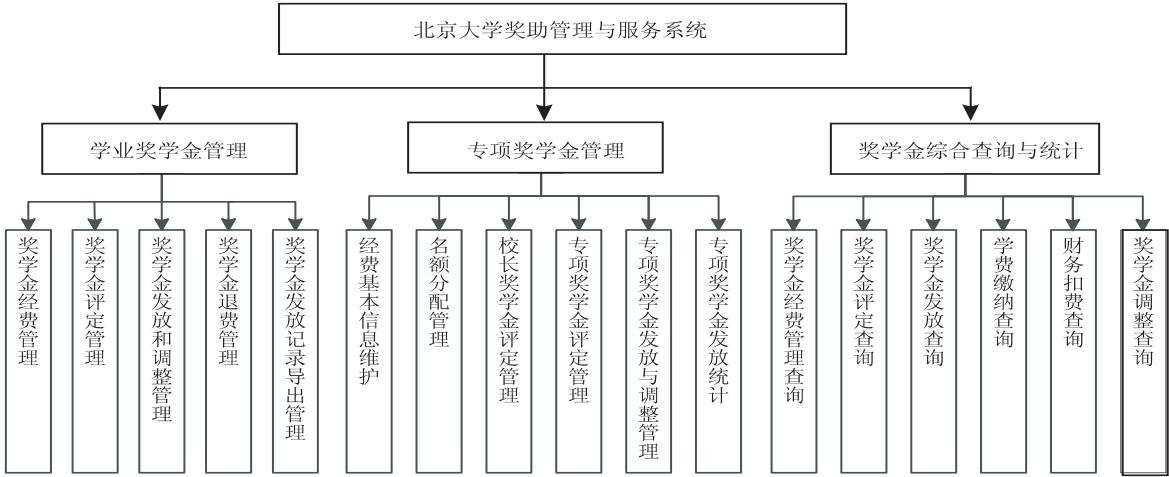 北京大学奖助管理与服务系统
学业奖学金管理
专项奖学金管理
奖学金综合查询与统计
奖学金经费管理
奖学金评定管理
奖学金发放和调整管理
奖学金退费管理
奖学金发放记录导出管理
经费基本信息维护
名额分配管理
校长奖学金评定管理
专项奖学金评定管理
专项奖学金发放与调整管理
专项奖学金发放统计
奖学金经费管理查询
奖学金评定查询
奖学金发放查询
学费缴纳查询
财务扣费查询
奖学金调整查询